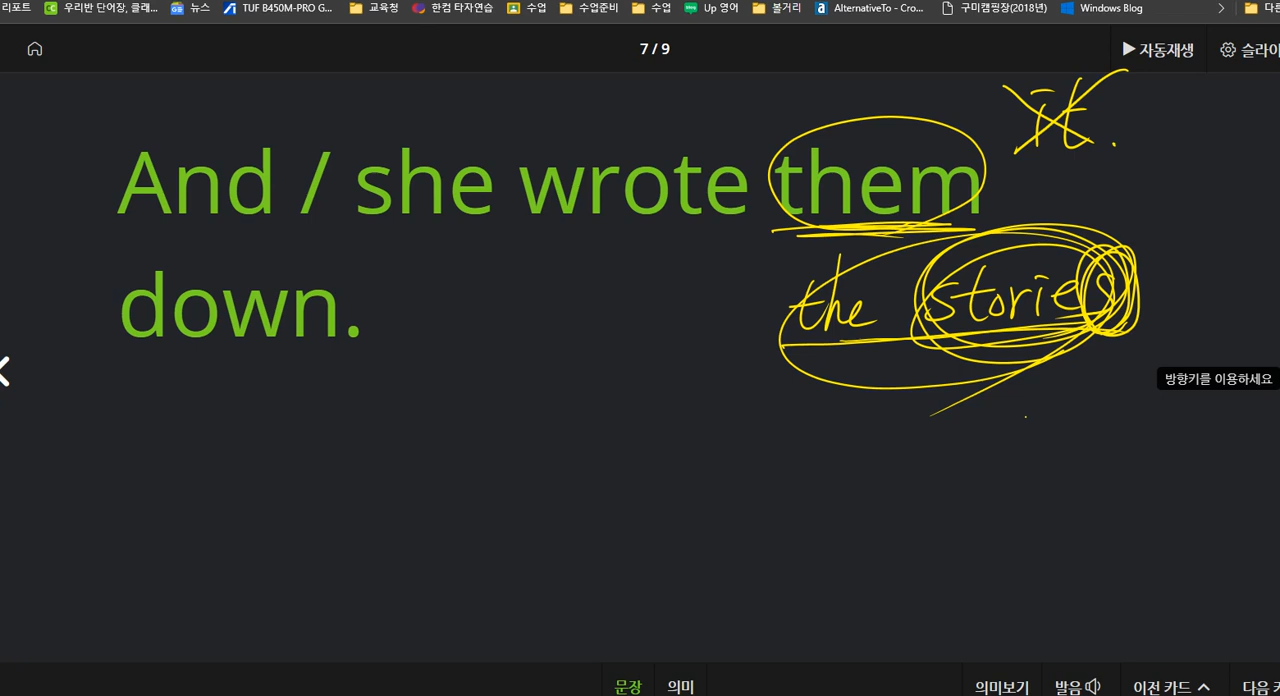 리포트 우리반 단어장, 클래... 뉴스 TUF B450M-PRO G... 교육청 한컴 타자연습 수업 수업준비 수업 Up 영어 볼거리 AlternativeTo - Cro... 구미캠핑장(2018년) Windows Blog
7 / 9 자동재생
it.
And / she wrote them
the stories
down.
방향키를 이용하세요
문장 의미 의미보기 발음 이전 카드